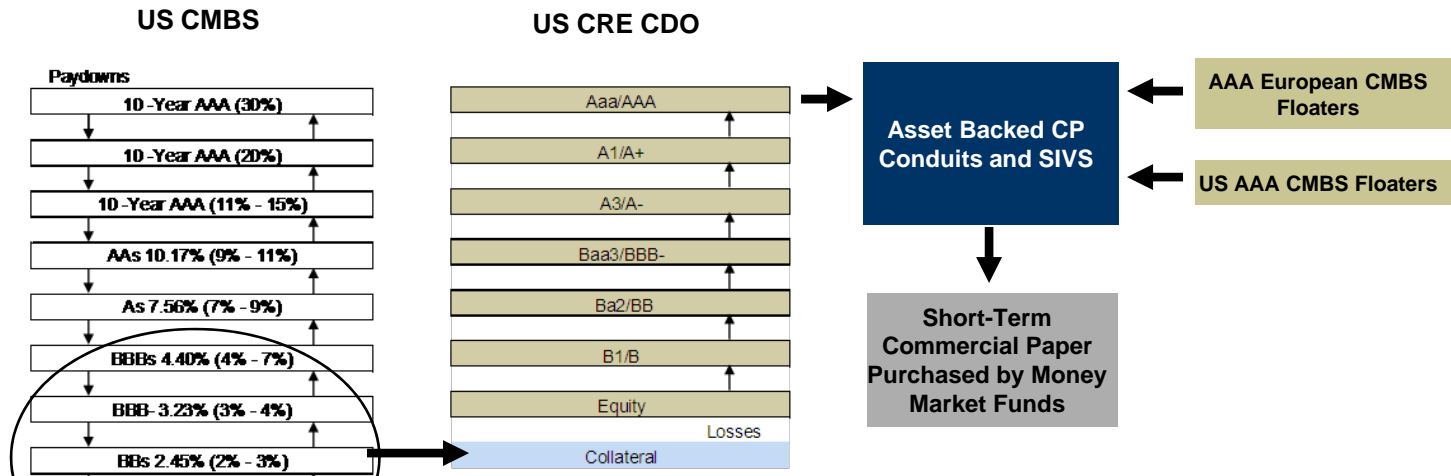 US CMBS
US CRE CDO
Paydowns
10 -Year AAA (30%)
10 -Year AAA (20%)
10 -Year AAA (11% - 15%)
AAs 10.17% (9% - 11%)
As 7.56% (7% - 9%)
BBBs 4.40% (4% - 7%)
BBB- 3.23% (3% - 4%)
BBs 2.45% (2% - 3%)
Aaa/AAA
A1/A+
A3/A-
Baa3/BBB-
Ba2/BB
B1/B
Equity
Losses
Collateral
Asset Backed CP
Conduits and SIVS
AAA European CMBS
Floaters
US AAA CMBS Floaters
Short-Term
Commercial Paper
Purchased by Money
Market Funds